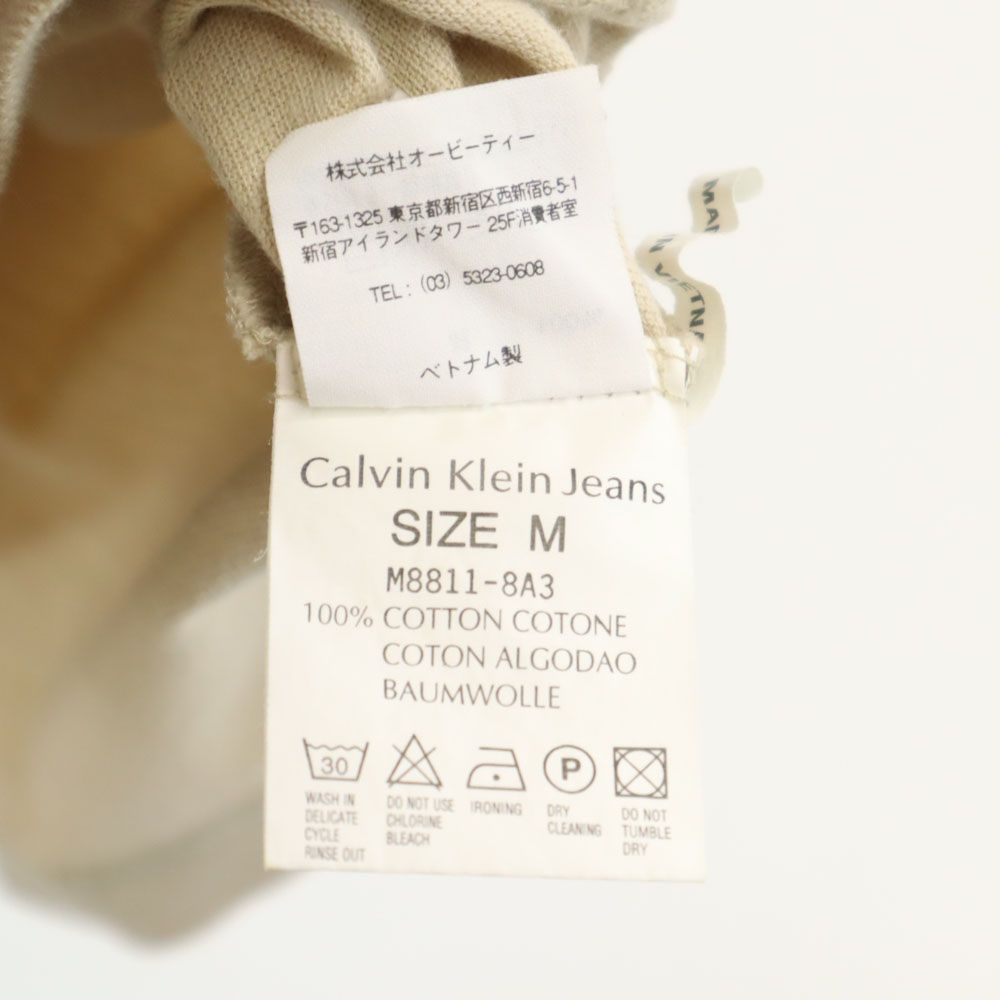 株式会社オービーティー
〒163-1325 東京都新宿区西新宿6-5-1
新宿アイランドタワー 25F消費者室
TEL : (03) 5323-0608
ベトナム製
IN VIETNA
Calvin Klein Jeans
SIZE M
M8811-8A3
100% COTTON COTONE
COTON ALGODAO
BAUMWOLLE
30
WASH IN
DELICATE
CYCLE
RINSE OUT
DO NOT USE
CHLORINE
BLEACH
IRONING
P
DRY
CLEANING
DO NOT
TUMBLE
DRY